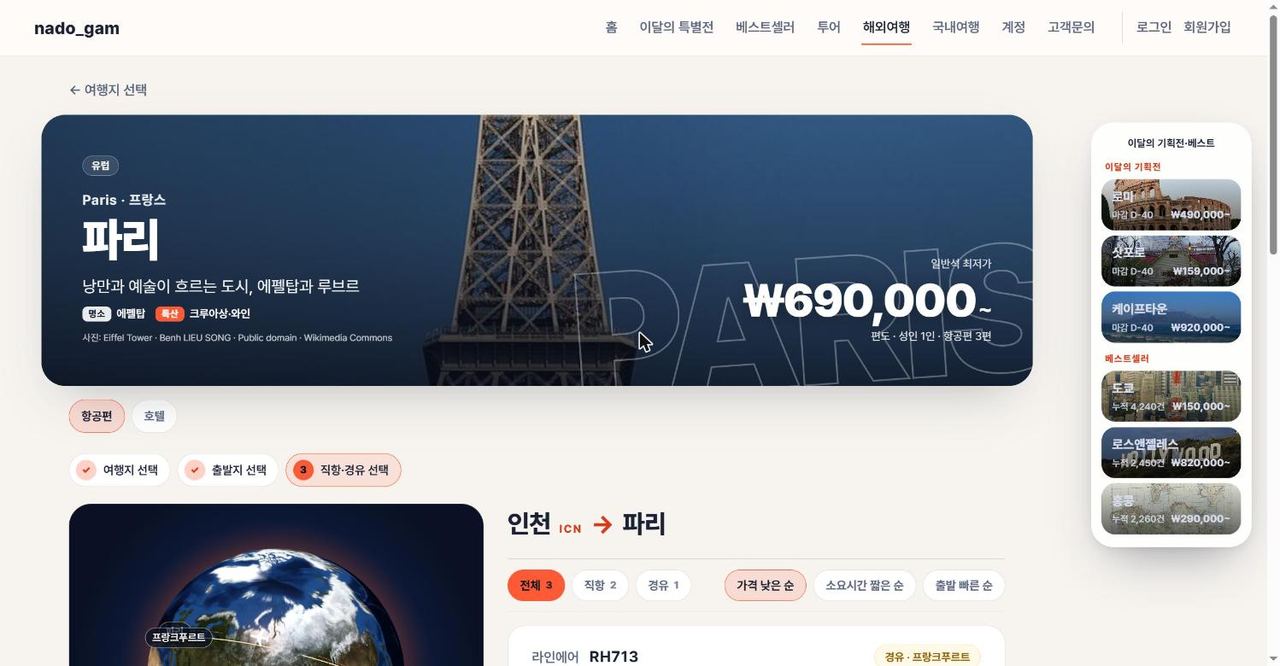 nado_gam
홈 이달의 특별전 베스트셀러 투어 해외여행 국내여행 계정 고객문의 로그인 회원가입
← 여행지 선택
유럽
Paris · 프랑스
파리
낭만과 예술이 흐르는 도시, 에펠탑과 루브르
명소 에펠탑 특산 크루아상·와인
사진: Eiffel Tower · Benh LIEU SONG · Public domain · Wikimedia Commons
PARIS
일반석 최저가
₩690,000~
편도 · 성인 1인 · 항공편 3편
항공편 호텔
여행지 선택 출발지 선택 3 직항·경유 선택
프랑크푸르트
인천 ICN → 파리
전체 3 직항 2 경유 1 가격 낮은 순 소요시간 짧은 순 출발 빠른 순
라인에어 RH713 경유 · 프랑크푸르트
이달의 기획전·베스트
이달의 기획전
로마
마감 D-40 ₩490,000~
삿포로
마감 D-40 ₩159,000~
케이프타운
마감 D-40 ₩920,000~
베스트셀러
도쿄
누적 4,240건 ₩150,000~
로스앤젤레스
누적 2,450건 ₩820,000~
홍콩
누적 2,260건 ₩290,000~